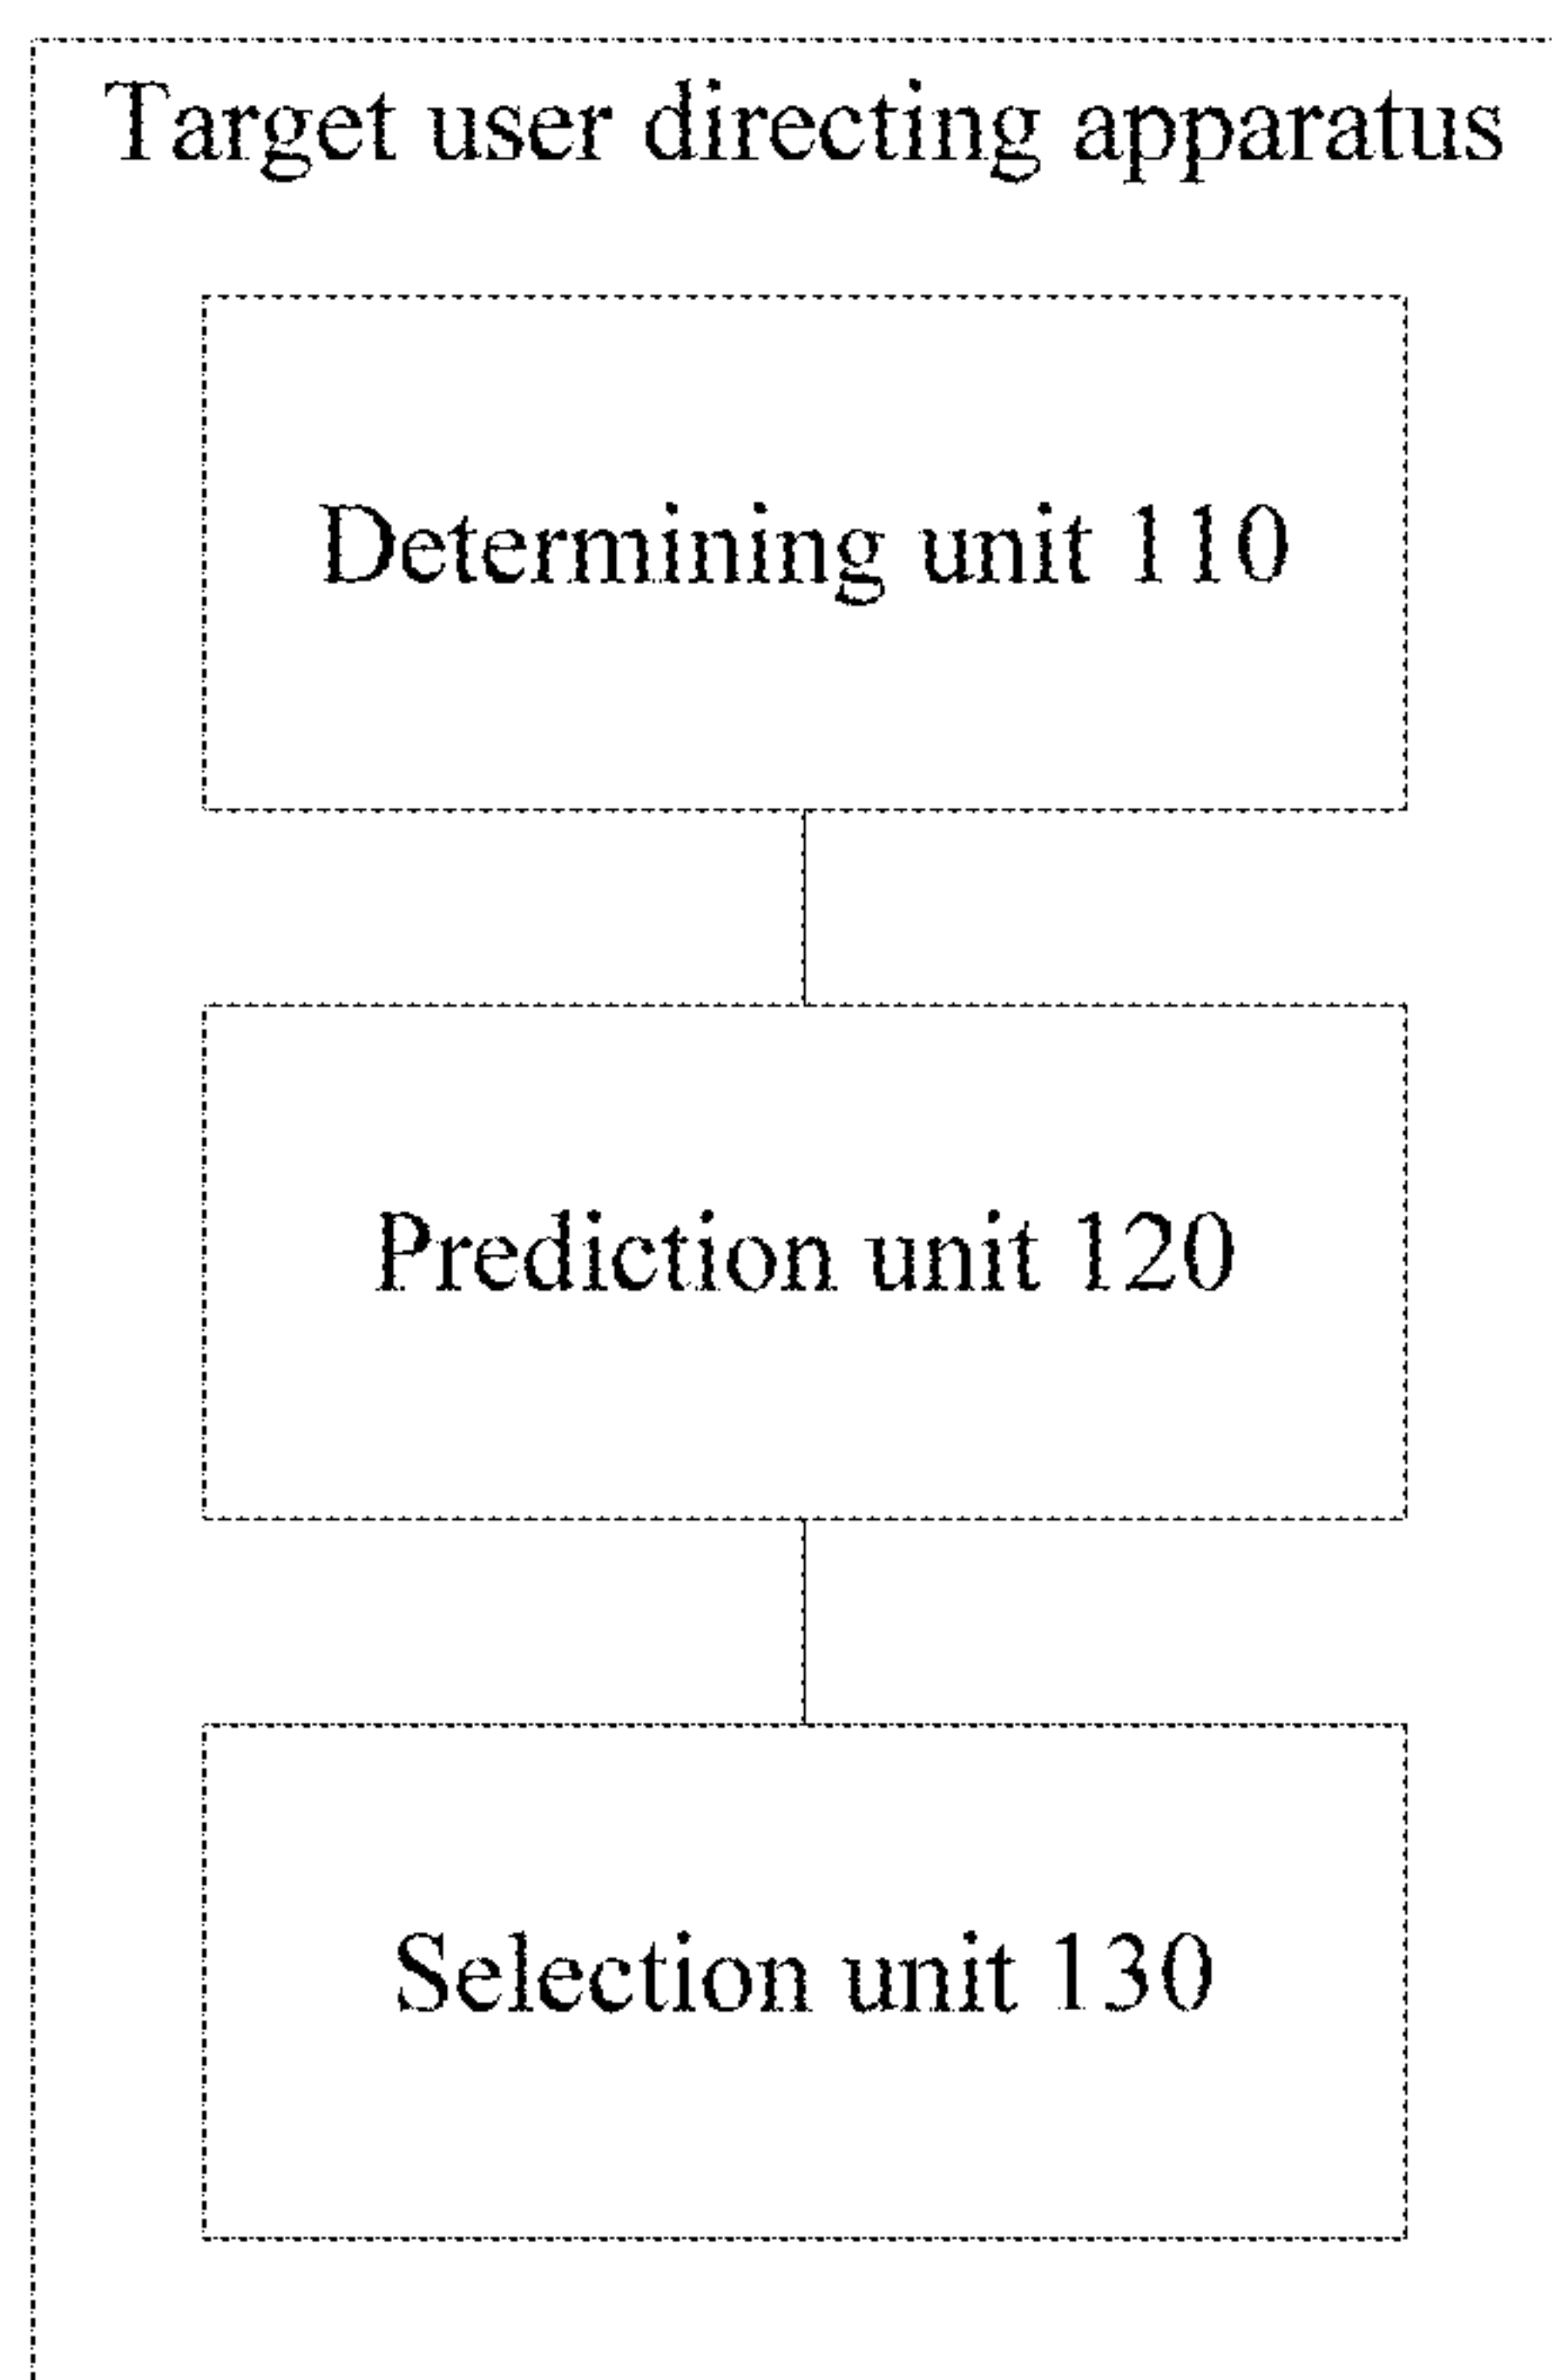 Target user directing apparatus
Determining unit 110
Prediction unit 120
Selection unit 130